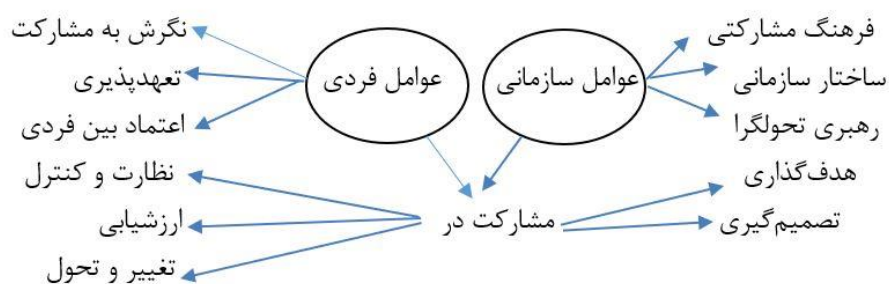 فرهنگ مشارکتی
ساختار سازمانی
رهبری تحولگرا
عوامل سازمانی
عوامل فردی
نگرش به مشارکت
تعهدپذیری
اعتماد بین فردی
هدف‌گذاری
تصمیم‌گیری
مشارکت در
نظارت و کنترل
ارزشیابی
تغییر و تحول